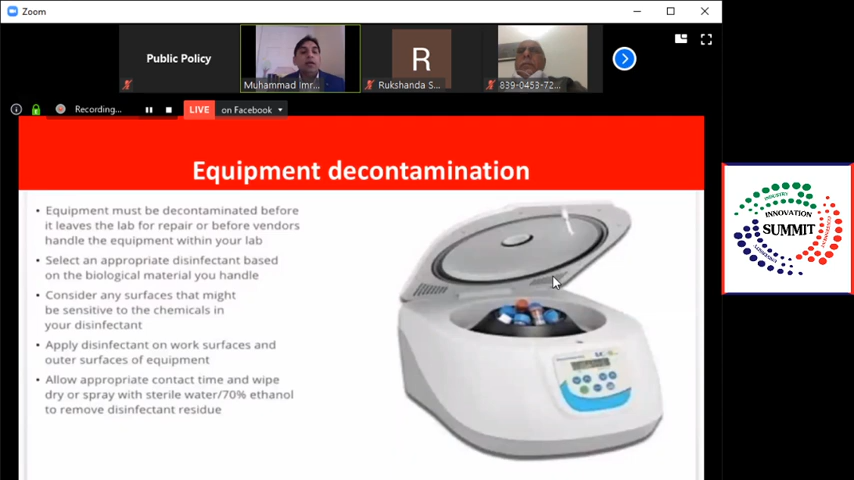 Zoom
Public Policy
Muhammad Imr...
R
Rukshanda S...
839-0453-72...
Recording...
LIVE
on Facebook
Equipment decontamination
• Equipment must be decontaminated before
it leaves the lab for repair or before vendors
handle the equipment within your lab
• Select an appropriate disinfectant based
on the biological material you handle
• Consider any surfaces that might
be sensitive to the chemicals in
your disinfectant
• Apply disinfectant on work surfaces and
outer surfaces of equipment
• Allow appropriate contact time and wipe
dry or spray with sterile water/70% ethanol
to remove disinfectant residue
INDUSTRY
INNOVATION
SUMMIT
GOVERNMENT